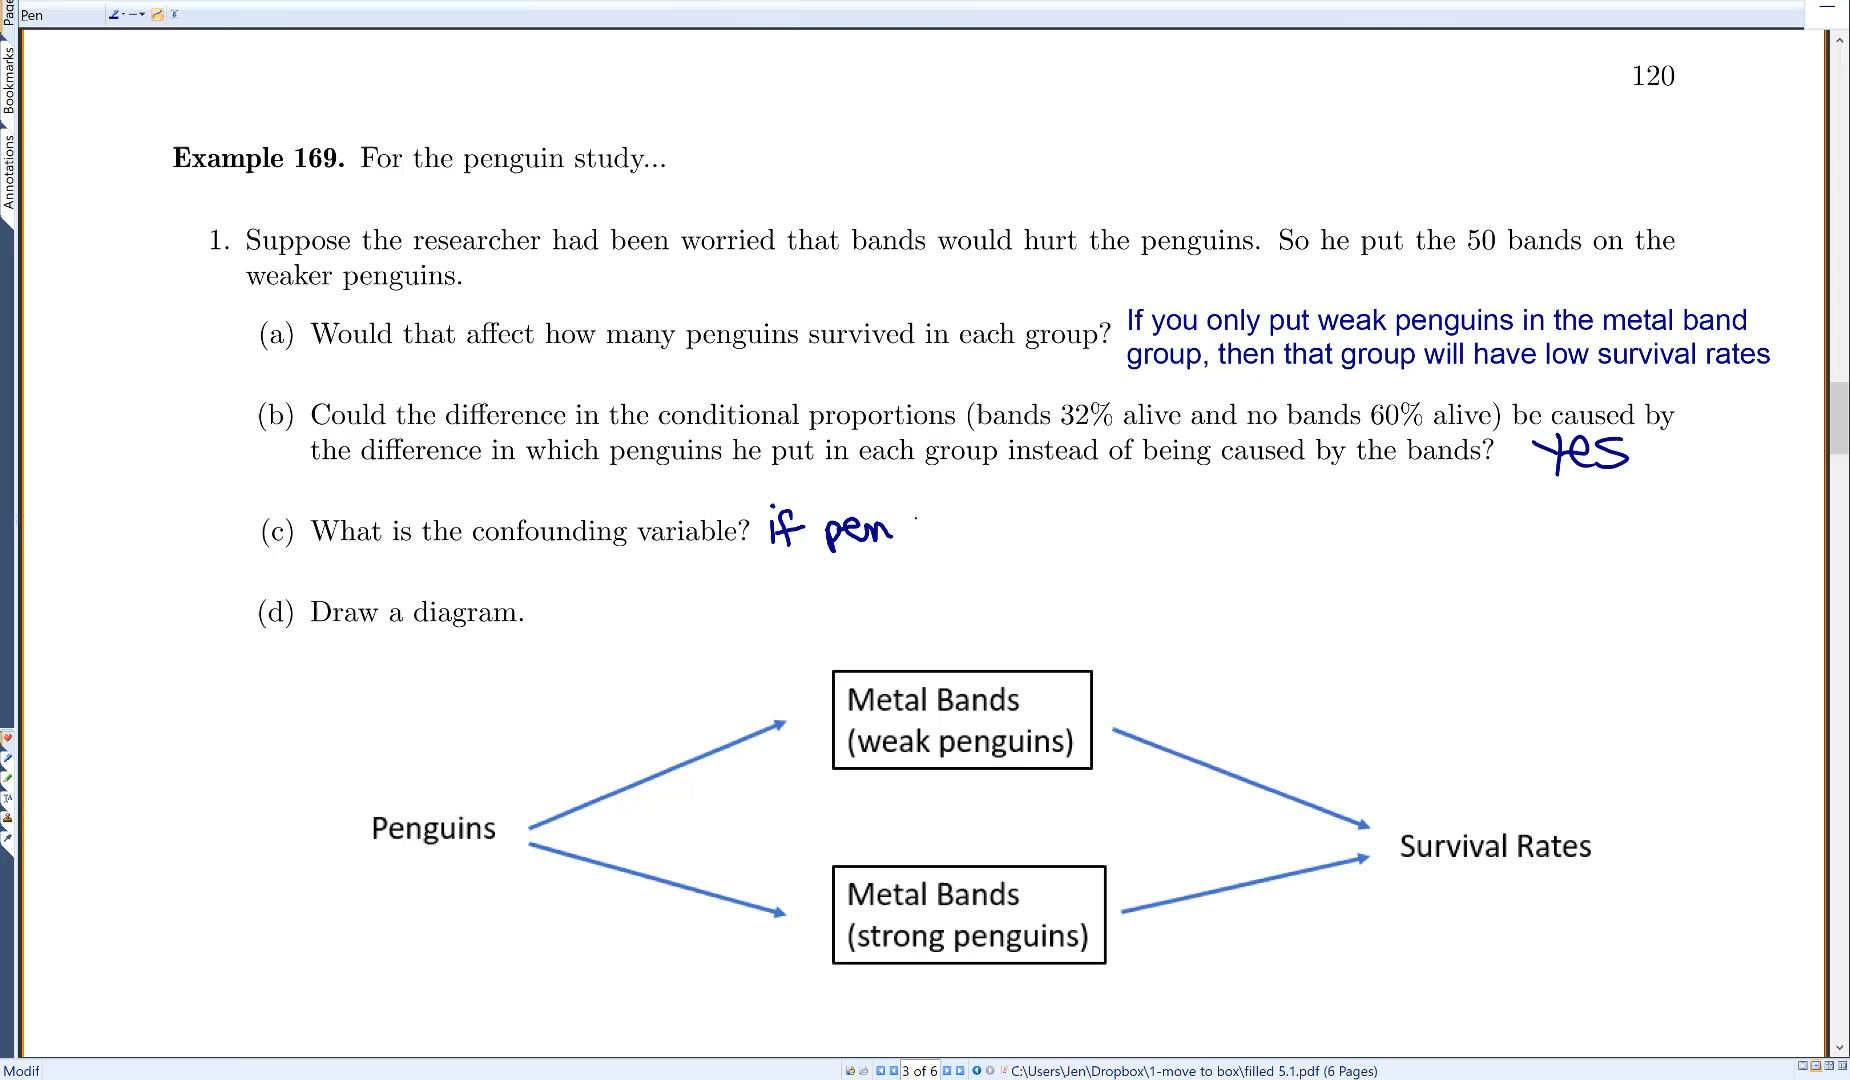 Pen
Page
Bookmarks
Annotations
120
Example 169. For the penguin study...
1. Suppose the researcher had been worried that bands would hurt the penguins. So he put the 50 bands on the
weaker penguins.
(a) Would that affect how many penguins survived in each group?
If you only put weak penguins in the metal band
group, then that group will have low survival rates
(b) Could the difference in the conditional proportions (bands 32% alive and no bands 60% alive) be caused by
the difference in which penguins he put in each group instead of being caused by the bands? yes
(c) What is the confounding variable? if pen
(d) Draw a diagram.
Metal Bands
(weak penguins)
Penguins
Survival Rates
Metal Bands
(strong penguins)
Modif
3 of 6
C:\Users\Jen\Dropbox\1-move to box\filled 5.1.pdf (6 Pages)